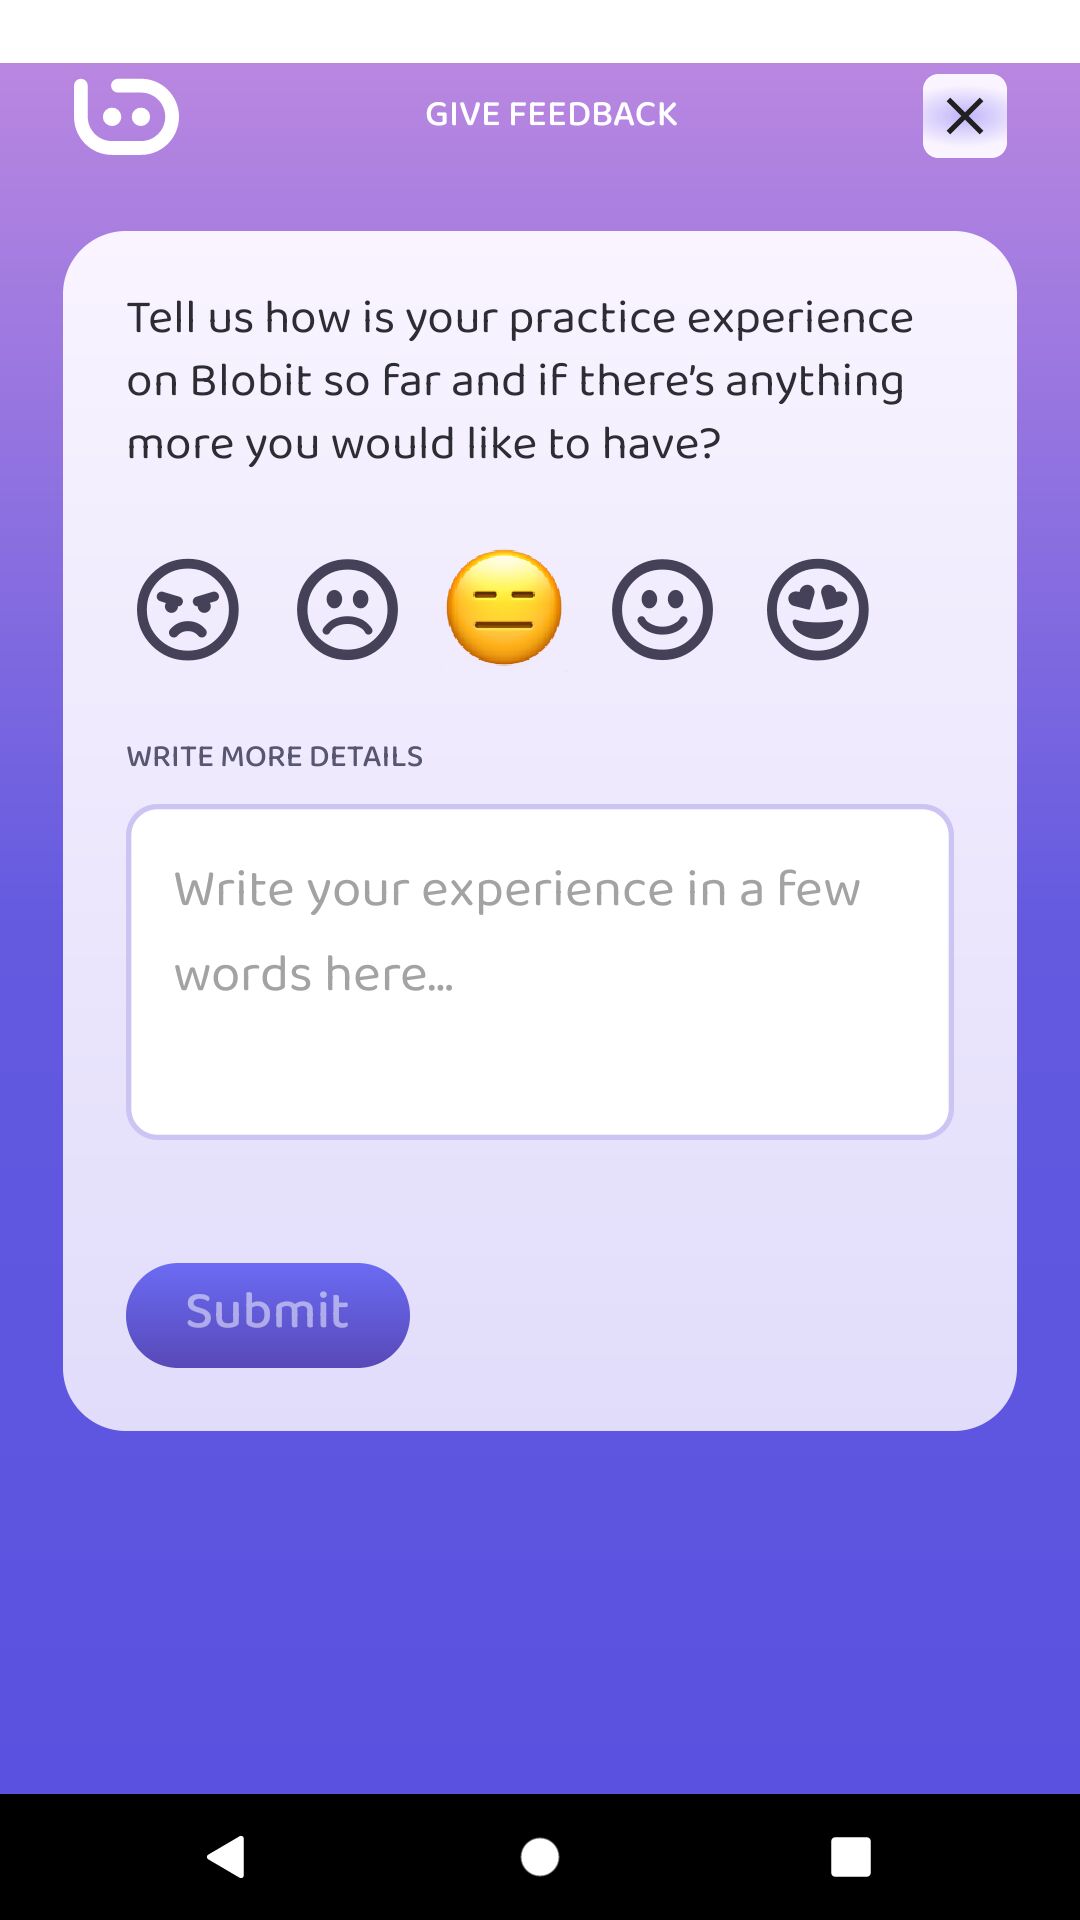 GIVE FEEDBACK
Tell us how is your practice experience
on Blobit so far and if there's anything
more you would like to have?
WRITE MORE DETAILS
Write your experience in a few
words here...
Submit